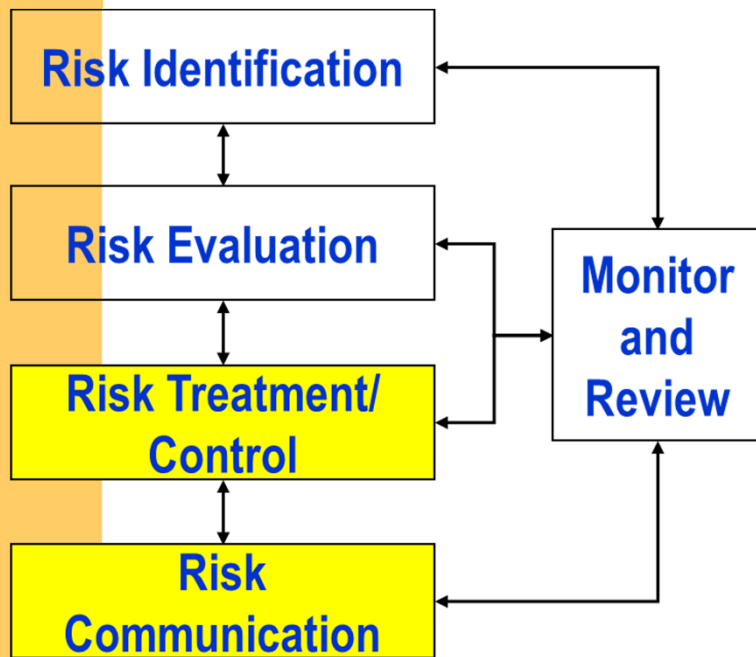 Risk Identification
Risk Evaluation
Risk Treatment/
Control
Risk
Communication
Monitor
and
Review